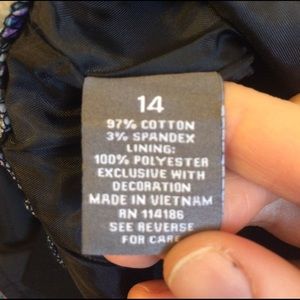 14
97% COTTON
3% SPANDEX
LINING:
100% POLYESTER
EXCLUSIVE WITH
DECORATION
MADE IN VIETNAM
RN 114186
SEE REVERSE
FOR CARE